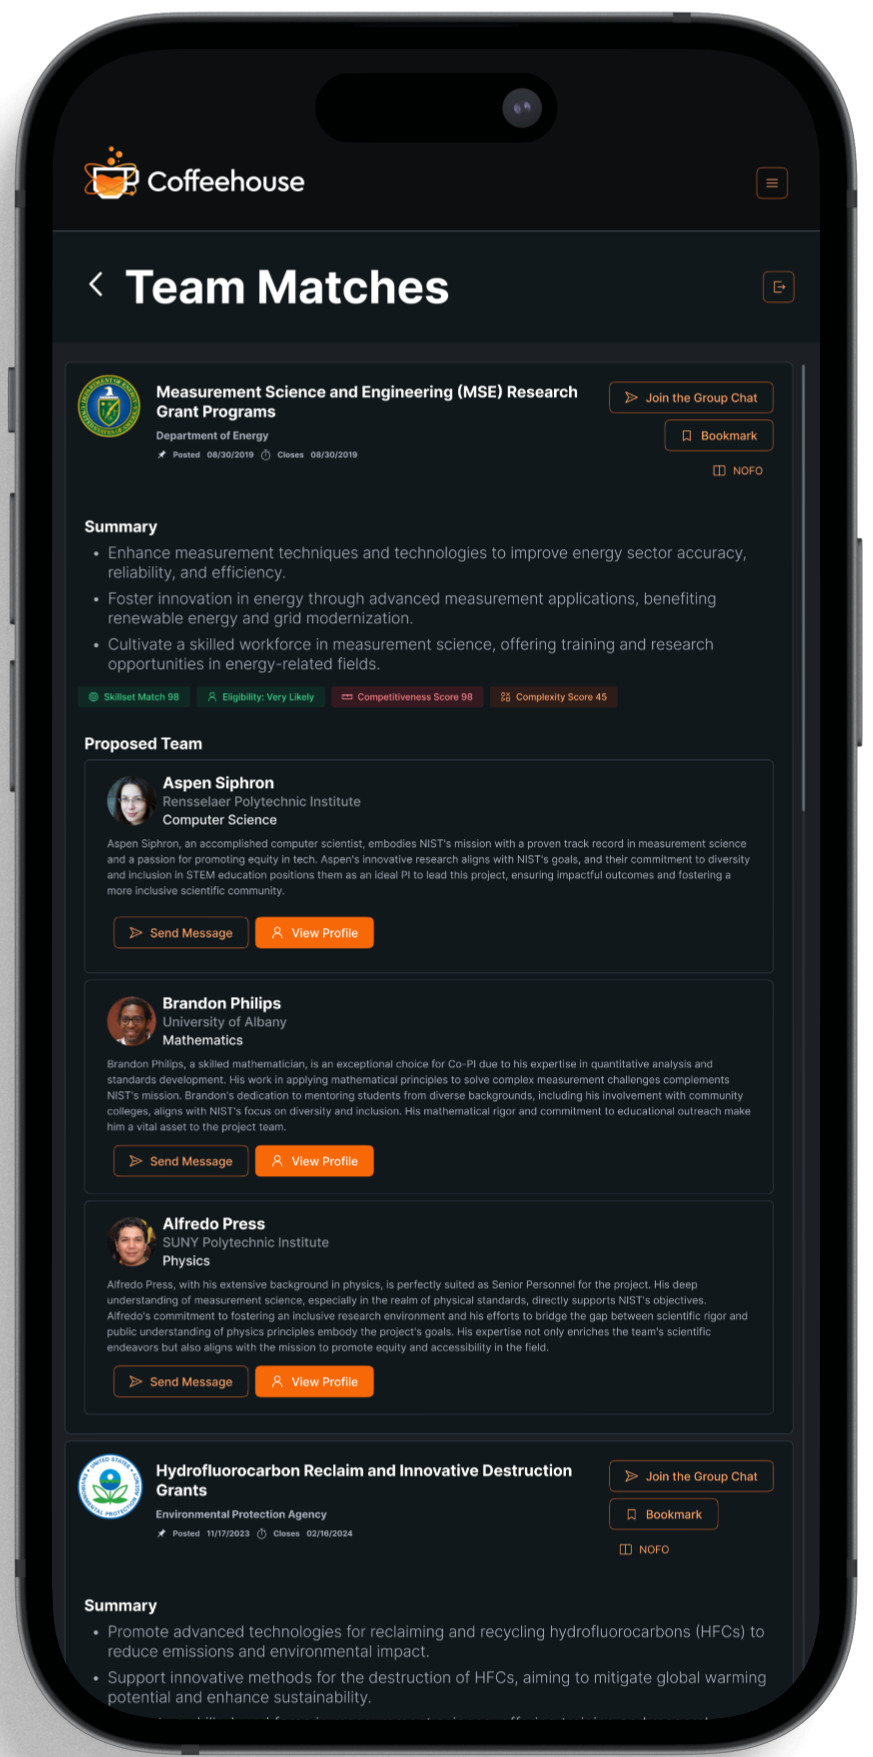 Coffeehouse
Team Matches
Measurement Science and Engineering (MSE) Research
Grant Programs
Department of Energy
Posted 08/30/2019 Closes 08/30/2019
Join the Group Chat
Bookmark
NOFO
Summary
• Enhance measurement techniques and technologies to improve energy sector accuracy,
reliability, and efficiency.
• Foster innovation in energy through advanced measurement applications, benefiting
renewable energy and grid modernization.
• Cultivate a skilled workforce in measurement science, offering training and research
opportunities in energy-related fields.
Skillset Match 98 Eligibility: Very Likely Competitiveness Score 98 Complexity Score 45
Proposed Team
Aspen Siphron
Rensselaer Polytechnic Institute
Computer Science
Aspen Siphron, an accomplished computer scientist, embodies NIST's mission with a proven track record in measurement science
and a passion for promoting equity in tech. Aspen's innovative research aligns with NIST's goals, and their commitment to diversity
and inclusion in STEM education positions them as an ideal PI to lead this project, ensuring impactful outcomes and fostering a
more inclusive scientific community.
Send Message View Profile
Brandon Philips
University of Albany
Mathematics
Brandon Philips, a skilled mathematician, is an exceptional choice for Co-PI due to his expertise in quantitative analysis and
standards development. His work in applying mathematical principles to solve complex measurement challenges complements
NIST's mission. Brandon's dedication to mentoring students from diverse backgrounds, including his involvement with community
colleges, aligns with NIST's focus on diversity and inclusion. His mathematical rigor and commitment to educational outreach make
him a vital asset to the project team.
Send Message View Profile
Alfredo Press
SUNY Polytechnic Institute
Physics
Alfredo Press, with his extensive background in physics, is perfectly suited as Senior Personnel for the project. His deep
understanding of measurement science, especially in the realm of physical standards, directly supports NIST's objectives.
Alfredo's commitment to fostering an inclusive research environment and his efforts to bridge the gap between scientific rigor and
public understanding of physics principles embody the project's goals. His expertise not only enriches the team's scientific
endeavors but also aligns with the mission to promote equity and accessibility in the field.
Send Message View Profile
Hydrofluorocarbon Reclaim and Innovative Destruction
Grants
Environmental Protection Agency
Posted 11/17/2023 Closes 02/16/2024
Join the Group Chat
Bookmark
NOFO
Summary
• Promote advanced technologies for reclaiming and recycling hydrofluorocarbons (HFCs) to
reduce emissions and environmental impact.
• Support innovative methods for the destruction of HFCs, aiming to mitigate global warming
potential and enhance sustainability.